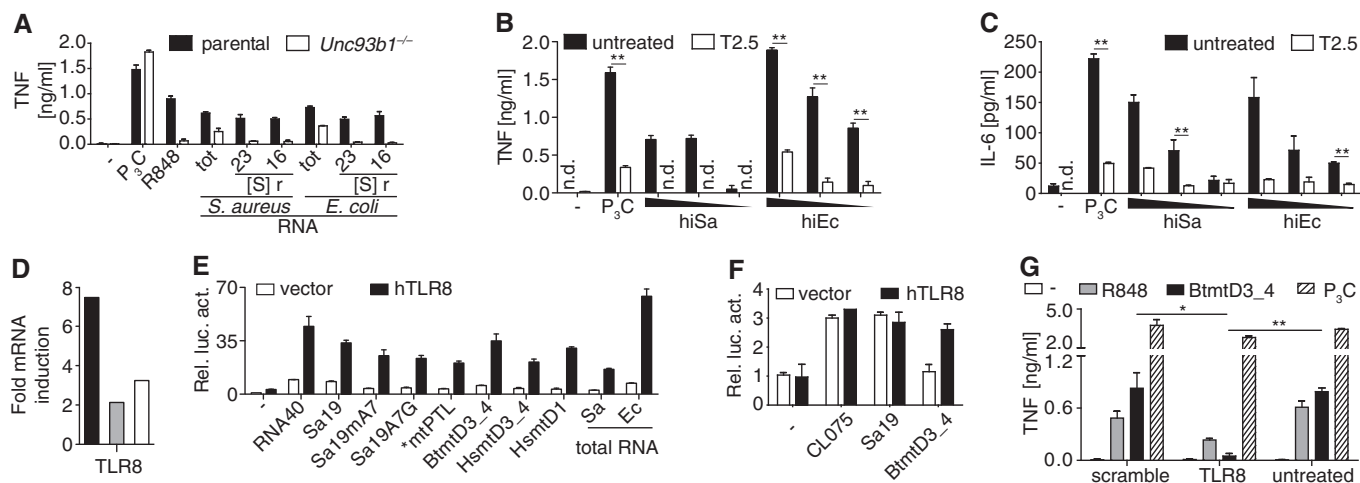 A
parental
Unc93b1−/−
TNF
[ng/ml]
2.0
1.5
1.0
0.5
0.0
-
P3C
R848
tot
23
16
tot
23
16
[S] r
[S] r
S. aureus
E. coli
RNA
B
untreated
T2.5
TNF [ng/ml]
2.0
1.5
1.0
0.5
0.0
**
**
**
**
n.d.
n.d.
n.d.
n.d.
-
P3C
hiSa
hiEc
C
untreated
T2.5
IL-6 [pg/ml]
250
200
150
100
50
0
**
**
**
n.d.
-
P3C
hiSa
hiEc
D
Fold mRNA
induction
8
6
4
2
0
TLR8
E
vector
hTLR8
Rel. luc. act.
70
35
0
-
RNA40
Sa19
Sa19mA7
Sa19A7G
*mtPTL
BtmtD3_4
HsmtD3_4
HsmtD1
Sa
Ec
total RNA
F
vector
hTLR8
Rel. luc. act.
4
3
2
1
0
-
CL075
Sa19
BtmtD3_4
G
-
R848
BtmtD3_4
P3C
TNF [ng/ml]
5.0
2.0
1.2
0.6
0.0
*
**
scramble
TLR8
untreated